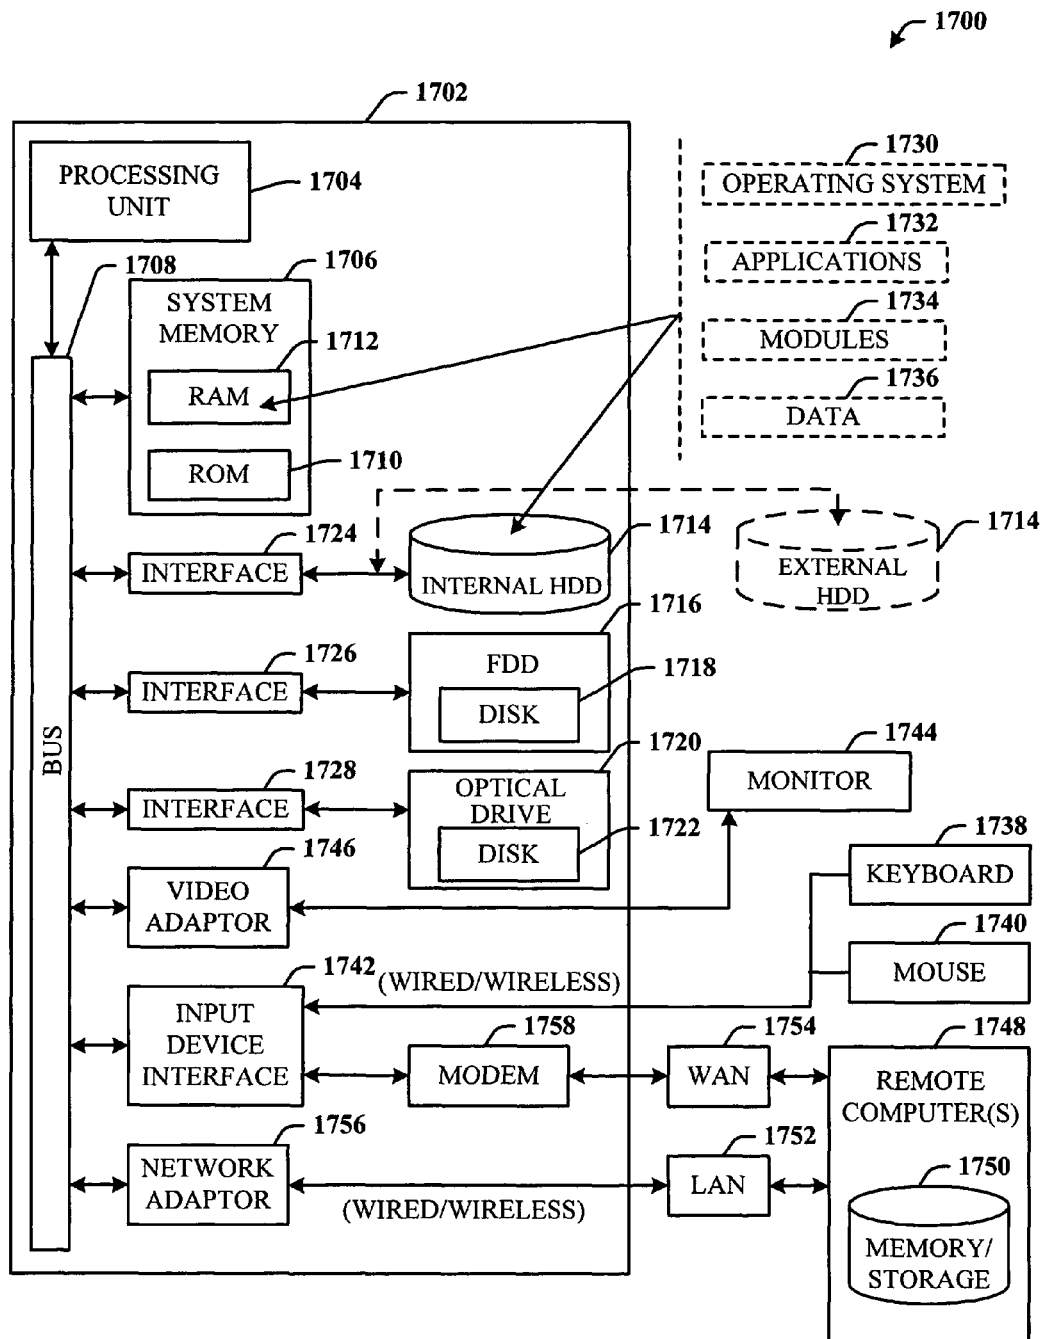 1700
1702
PROCESSING
UNIT
1704
1730
OPERATING SYSTEM
1732
APPLICATIONS
1734
MODULES
1736
DATA
1708
1706
SYSTEM
MEMORY
1712
RAM
1710
ROM
BUS
1724
INTERFACE
1714
INTERNAL HDD
1714
EXTERNAL
HDD
1726
INTERFACE
1716
FDD
1718
DISK
1728
INTERFACE
1720
OPTICAL
DRIVE
1722
DISK
1744
MONITOR
1746
VIDEO
ADAPTOR
1738
KEYBOARD
1740
MOUSE
1742
(WIRED/WIRELESS)
INPUT
DEVICE
INTERFACE
1758
MODEM
1754
WAN
1748
REMOTE
COMPUTER(S)
1756
NETWORK
ADAPTOR
(WIRED/WIRELESS)
1752
LAN
1750
MEMORY/
STORAGE